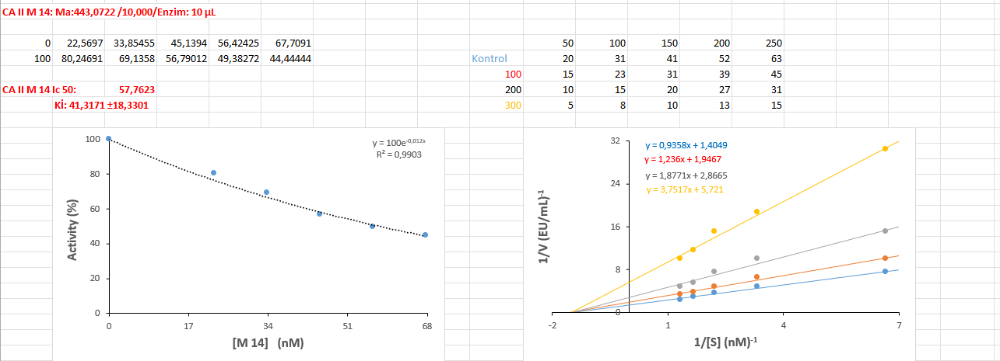 CA II M 14: Ma:443,0722 /10,000/Enzim: 10 µL
0 22,5697 33,85455 45,1394 56,42425 67,7091
100 80,24691 69,1358 56,79012 49,38272 44,44444
CA II M 14 Ic 50: 57,7623
Kİ: 41,3171 ±18,3301
50 100 150 200 250
Kontrol 20 31 41 52 63
100 15 23 31 39 45
200 10 15 20 27 31
300 5 8 10 13 15
y = 100e-0,012x
R² = 0,9903
100
80
60
40
20
0
0 17 34 51 68
Activity (%)
[M 14] (nM)
y = 0,9358x + 1,4049
y = 1,236x + 1,9467
y = 1,8771x + 2,8665
y = 3,7517x + 5,721
32
24
16
8
0
-2 1 4 7
1/V (EU/mL)-1
1/[S] (nM)-1